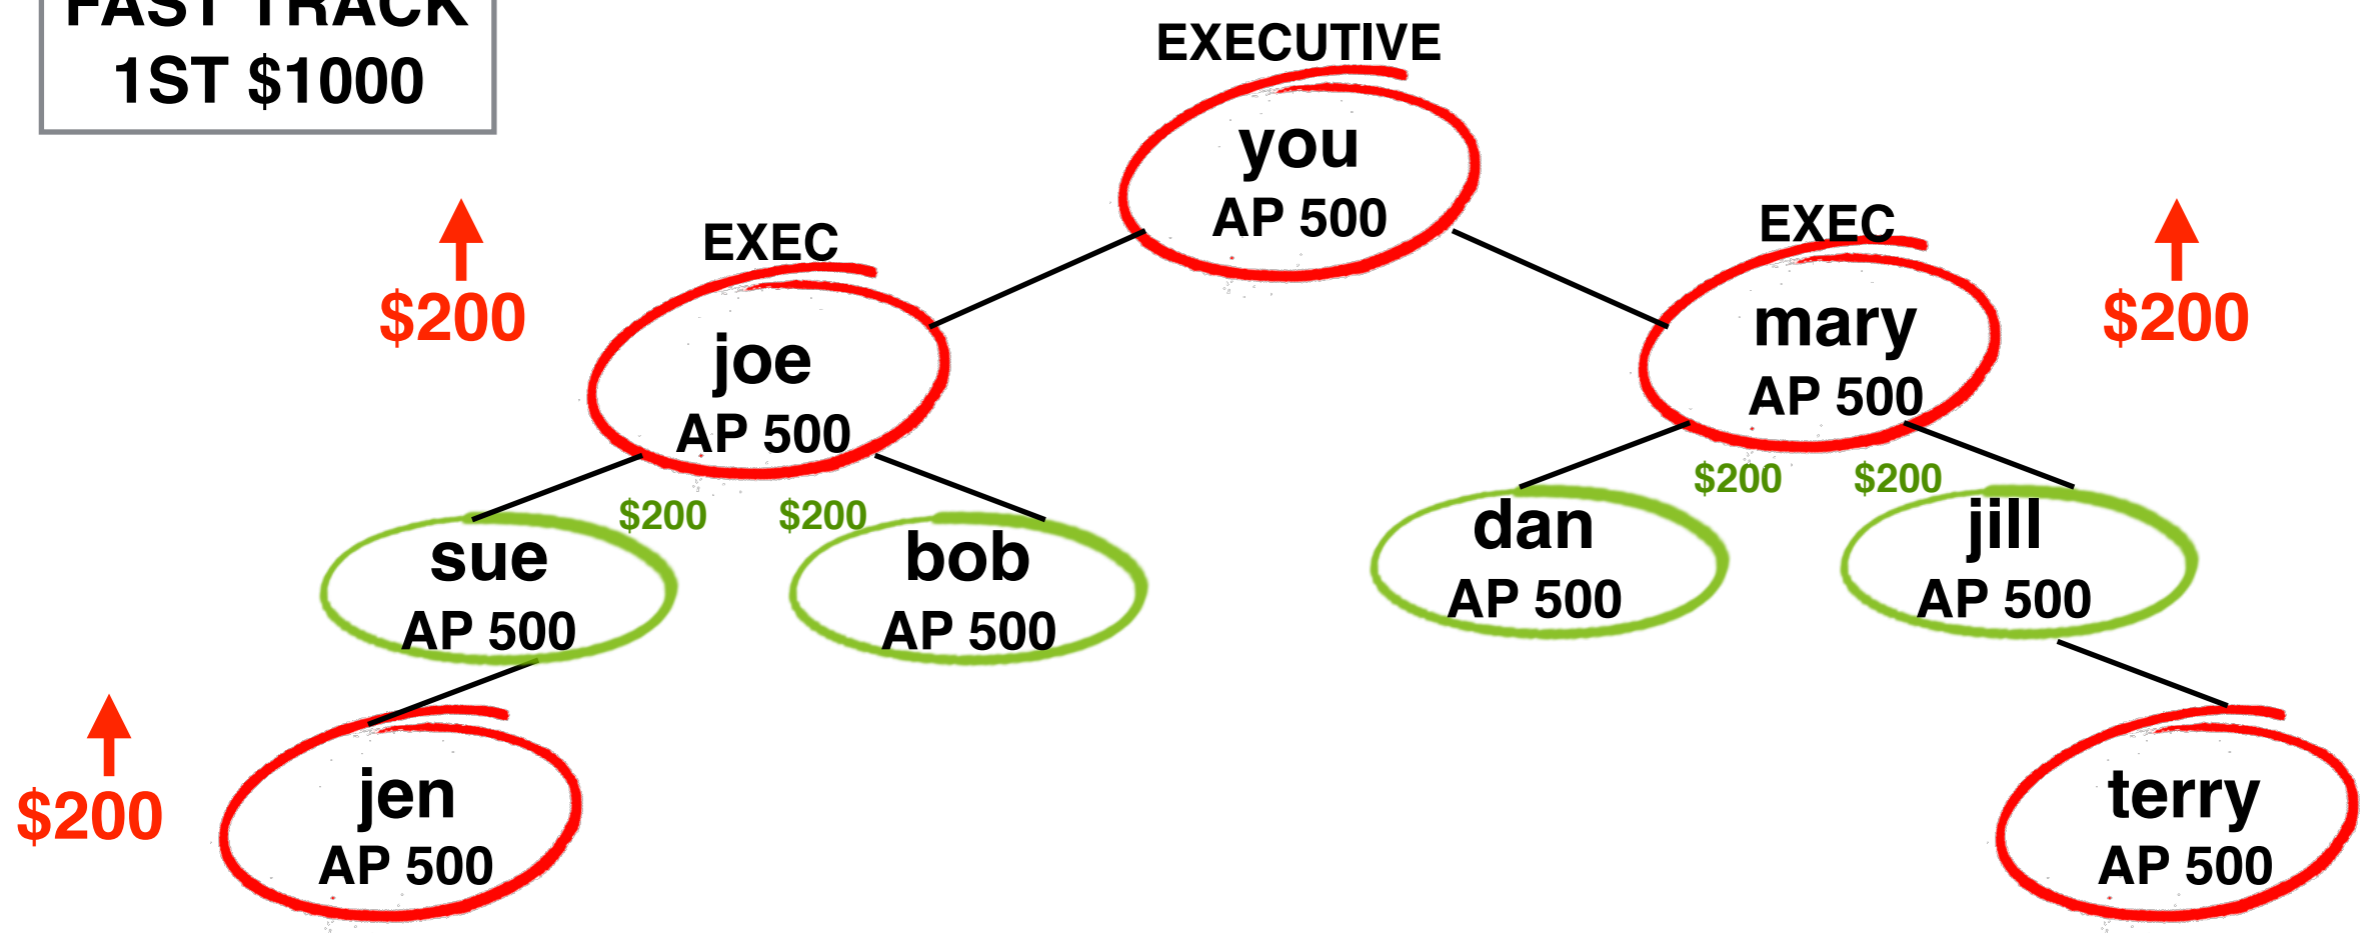 FAST TRACK
1ST $1000
EXECUTIVE
you
AP 500
EXEC
EXEC
$200
$200
joe
AP 500
mary
AP 500
$200 $200
$200 $200
sue
AP 500
bob
AP 500
dan
AP 500
jill
AP 500
$200
jen
AP 500
terry
AP 500